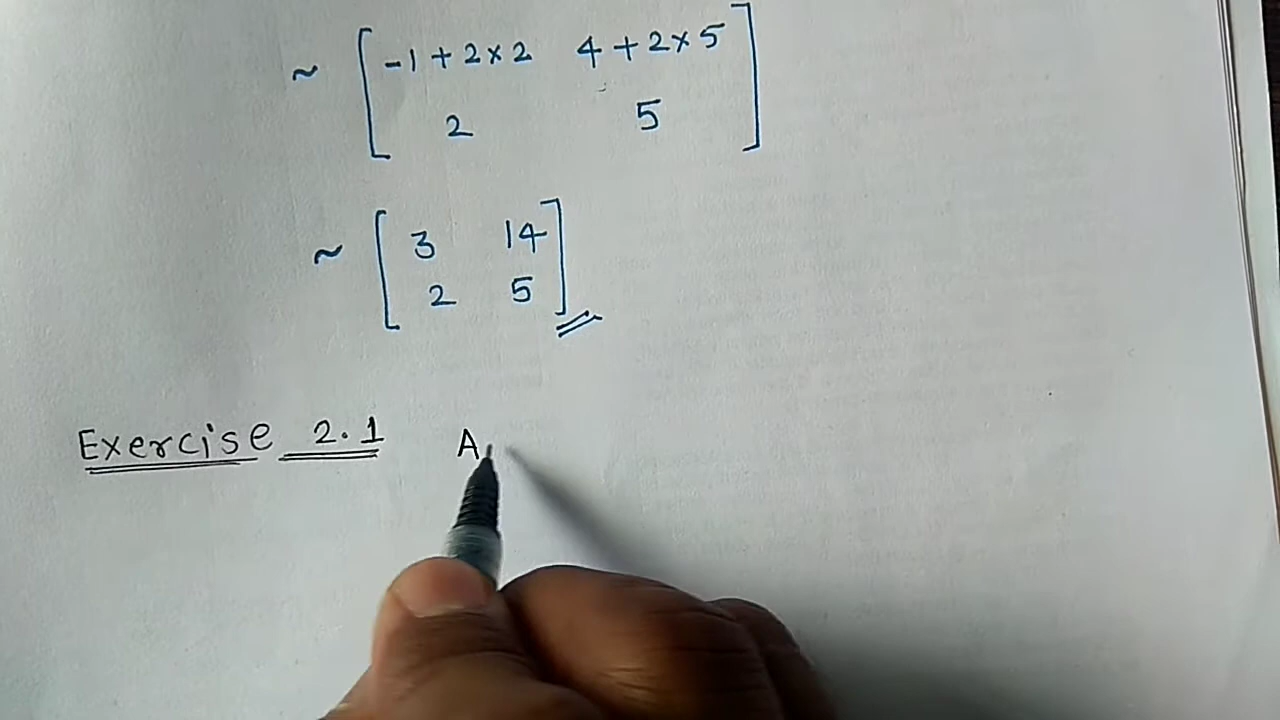 ~ [ -1 + 2 × 2 4 + 2 × 5 ]
2 5
~ [ 3 14 ]
2 5
Exercise 2.1 A